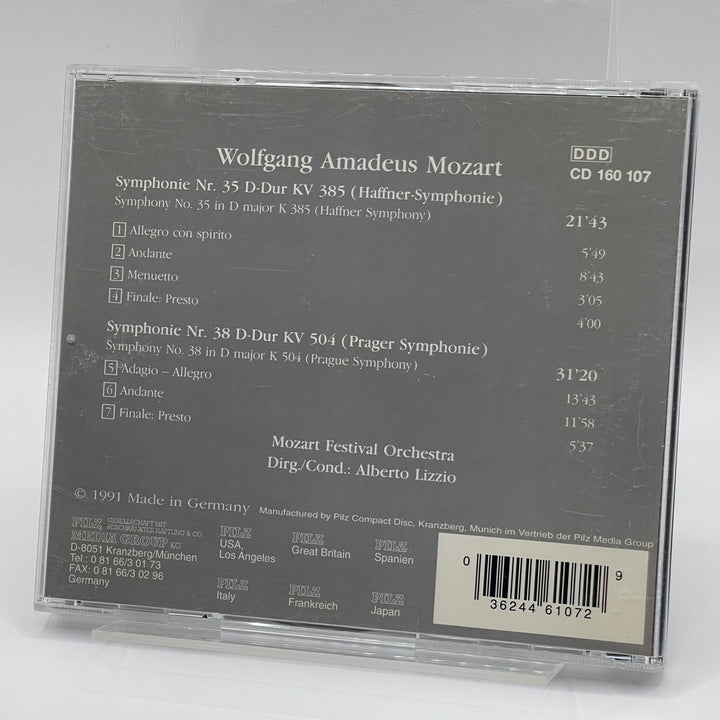 Wolfgang Amadeus Mozart
DDD
CD 160 107
Symphonie Nr. 35 D-Dur KV 385 (Haffner-Symphonie)
Symphony No. 35 in D major K 385 (Haffner Symphony)
21'43
1 Allegro con spirito 5'49
2 Andante 8'43
3 Menuetto 3'05
4 Finale: Presto 4'00
Symphonie Nr. 38 D-Dur KV 504 (Prager Symphonie)
Symphony No. 38 in D major K 504 (Prague Symphony)
31'20
5 Adagio – Allegro 13'43
6 Andante 11'58
7 Finale: Presto 5'37
Mozart Festival Orchestra
Dirg./Cond.: Alberto Lizzio
© 1991 Made in Germany Manufactured by Pilz Compact Disc, Kranzberg, Munich im Vertrieb der Pilz Media Group
PILZ GESELLSCHAFT MIT
BESCHRÄNKTER HAFTUNG & CO
MEDIA GROUP KG
D-8051 Kranzberg/München
Tel.: 0 81 66/3 01 73
FAX: 0 81 66/3 02 96
Germany
PILZ
USA,
Los Angeles
PILZ
Great Britain
PILZ
Spanien
PILZ
Italy
PILZ
Frankreich
PILZ
Japan
0 36244 61072 9